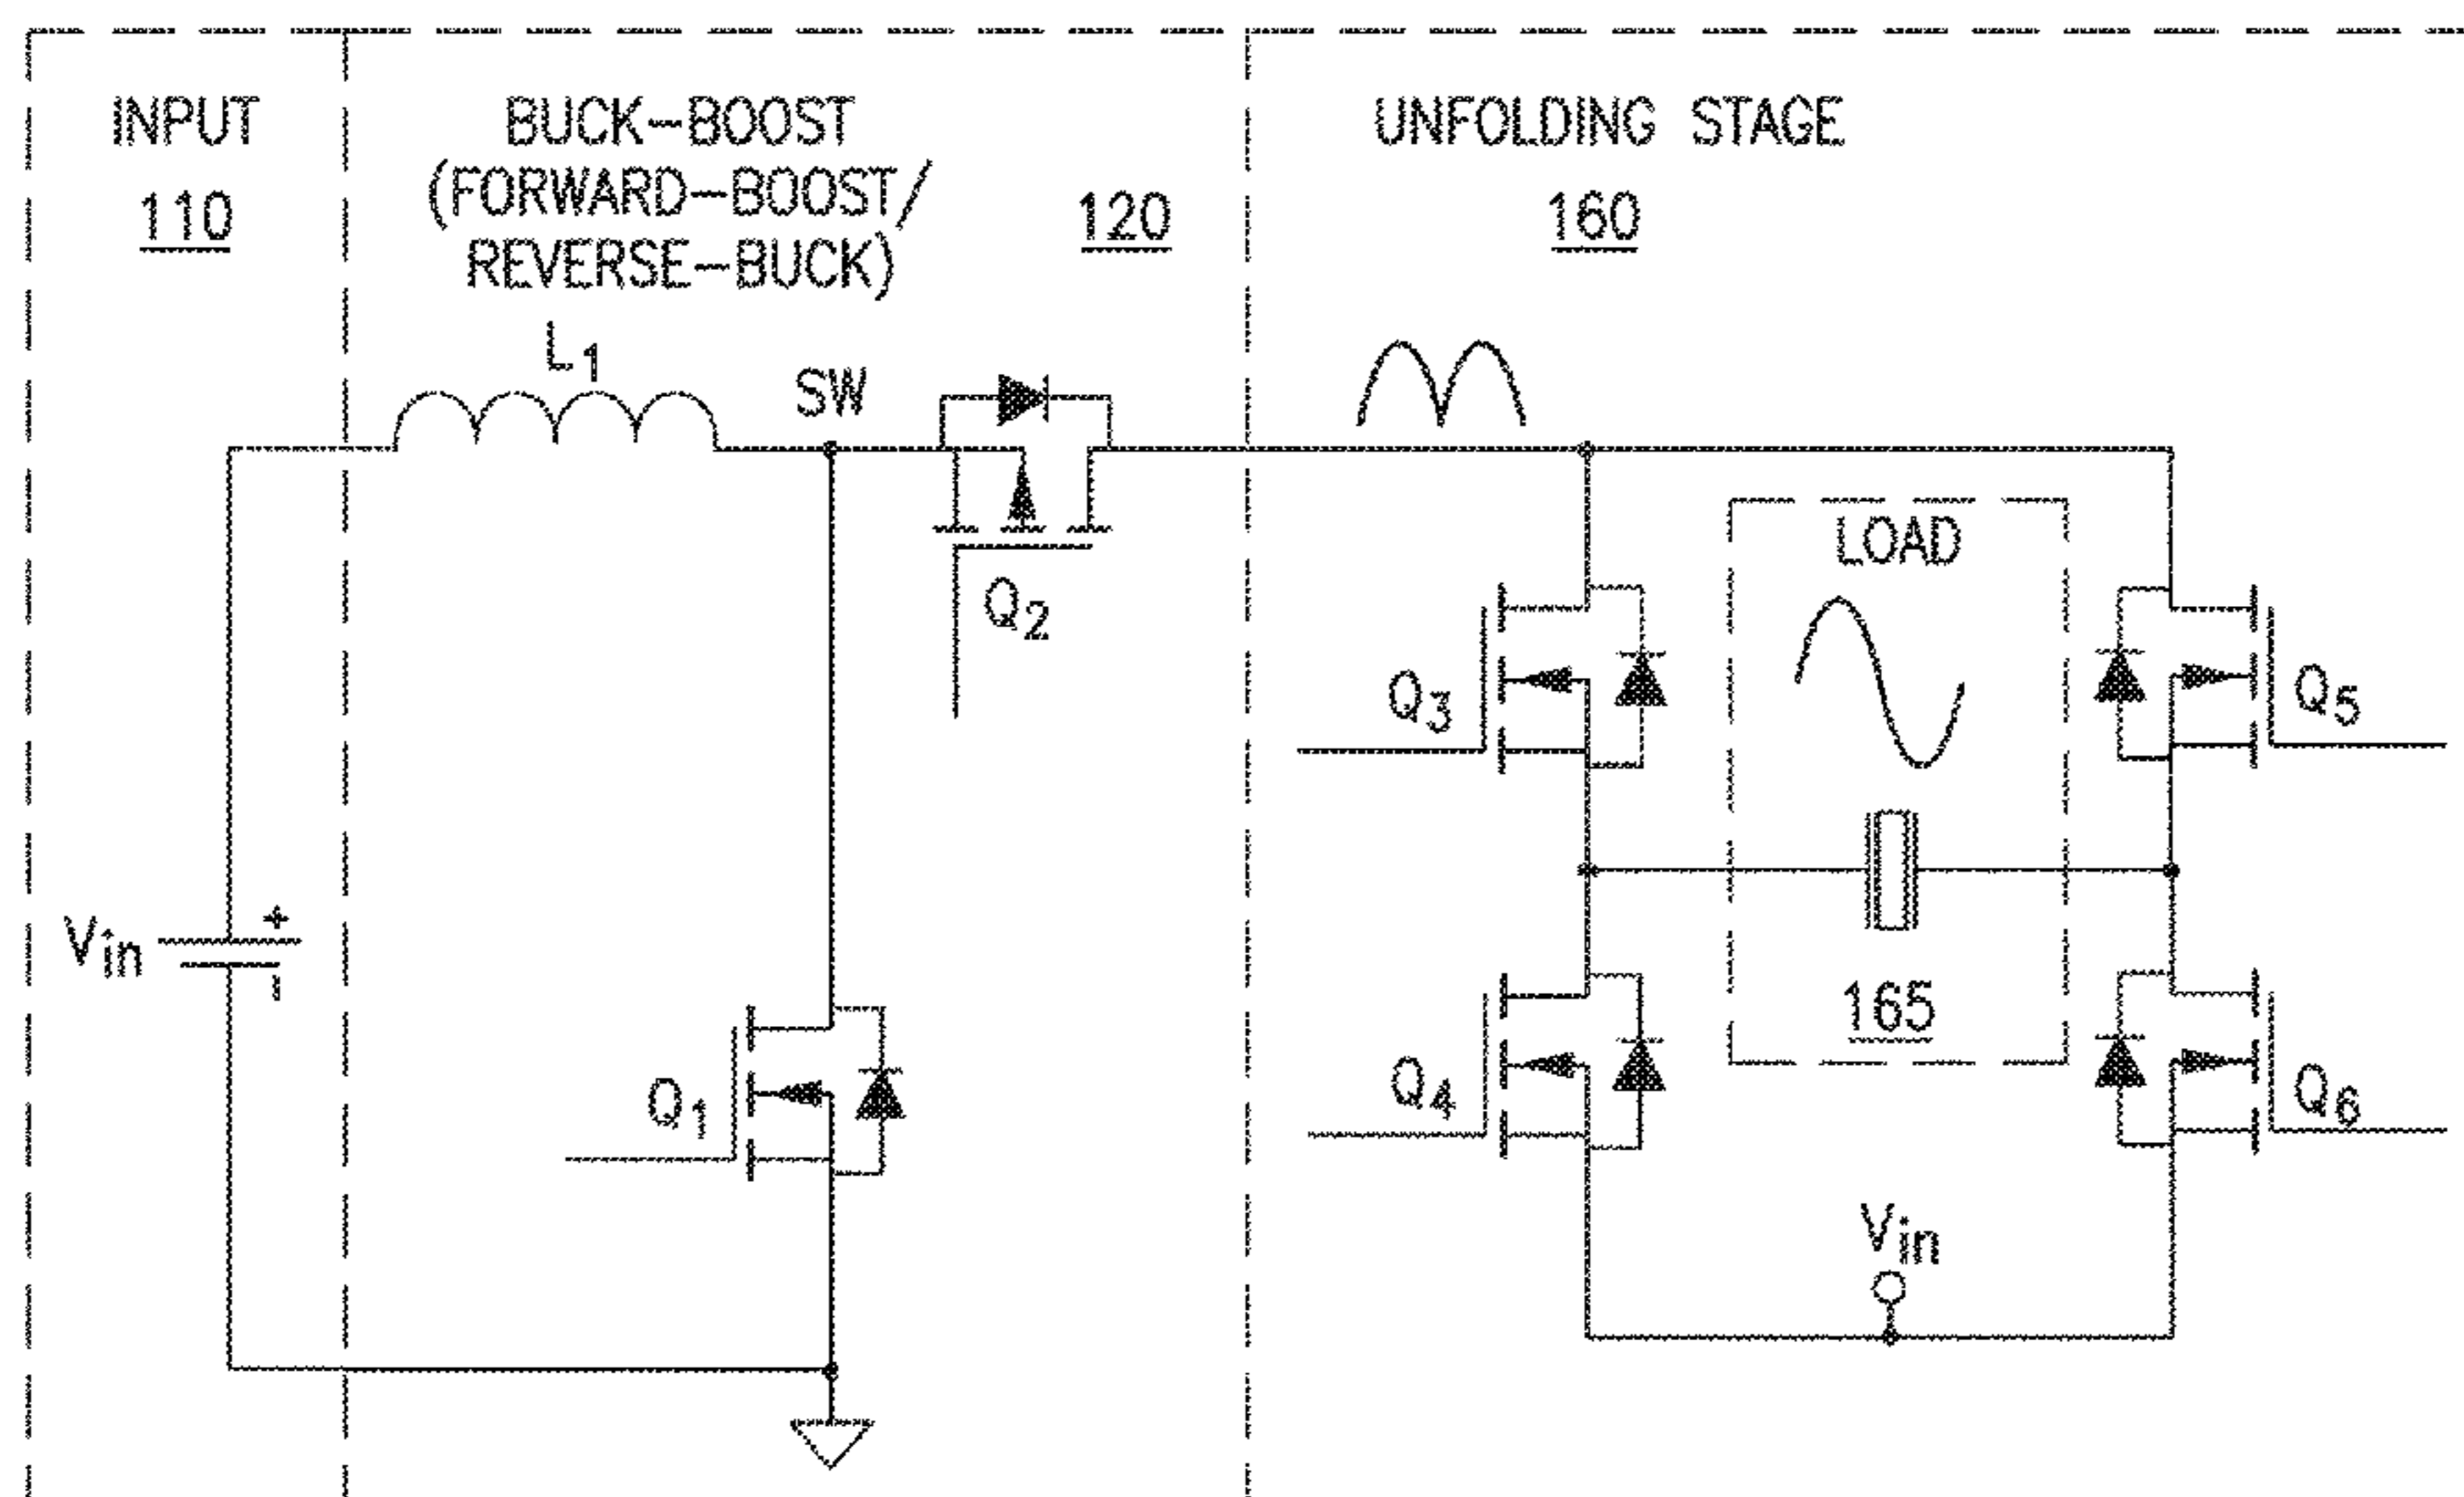 INPUT
110
BUCK-BOOST
(FORWARD-BOOST/
REVERSE-BUCK)
120
UNFOLDING STAGE
160
L1
SW
Q2
LOAD
Q3
Q5
Vin
+
-
165
Q1
Q4
Q6
Vin